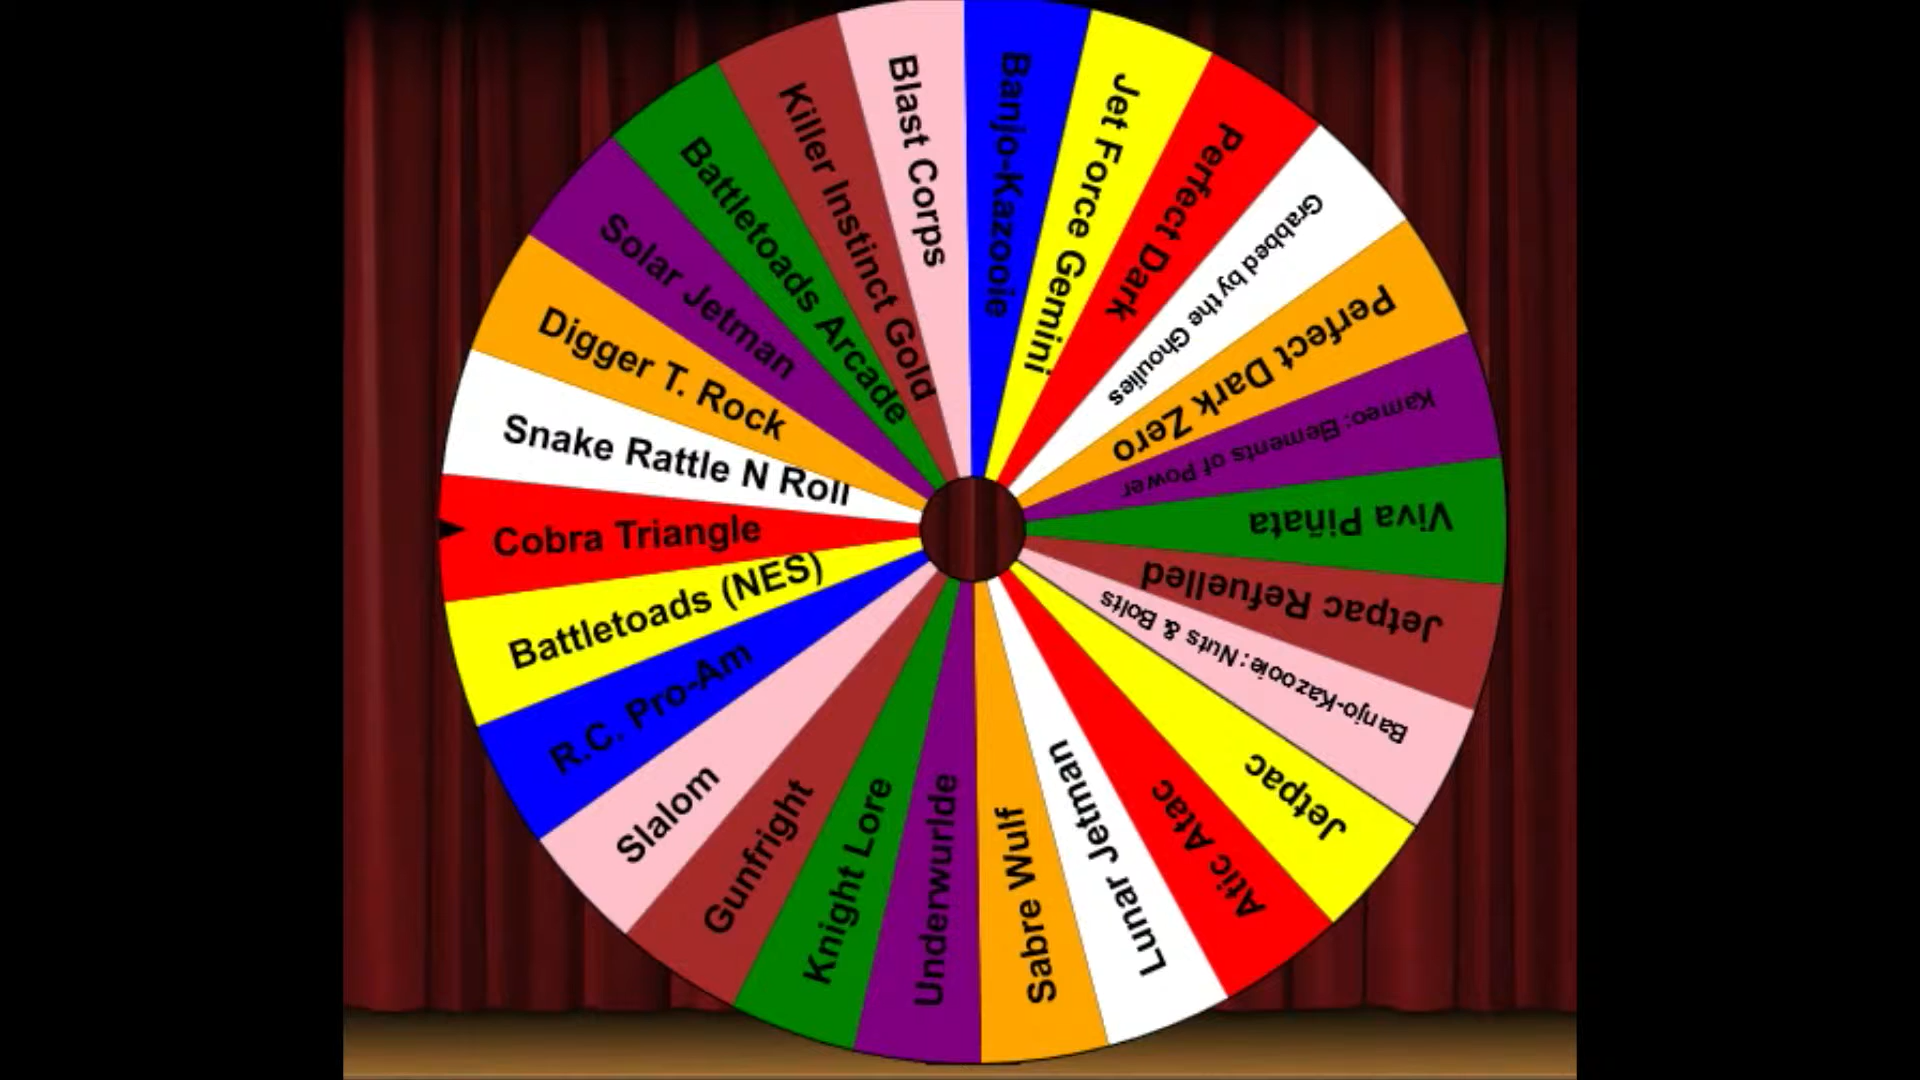 Banjo-Kazooie
Jet Force Gemini
Perfect Dark
Grabbed by the Ghoulies
Perfect Dark Zero
Kameo: Elements of Power
Viva Piñata
Jetpac Refuelled
Banjo-Kazooie: Nuts & Bolts
Jetpac
Atic Atac
Lunar Jetman
Sabre Wulf
Underwurlde
Knight Lore
Gunfright
Slalom
R.C. Pro-Am
Battletoads (NES)
Cobra Triangle
Snake Rattle N Roll
Digger T. Rock
Solar Jetman
Battletoads Arcade
Killer Instinct Gold
Blast Corps